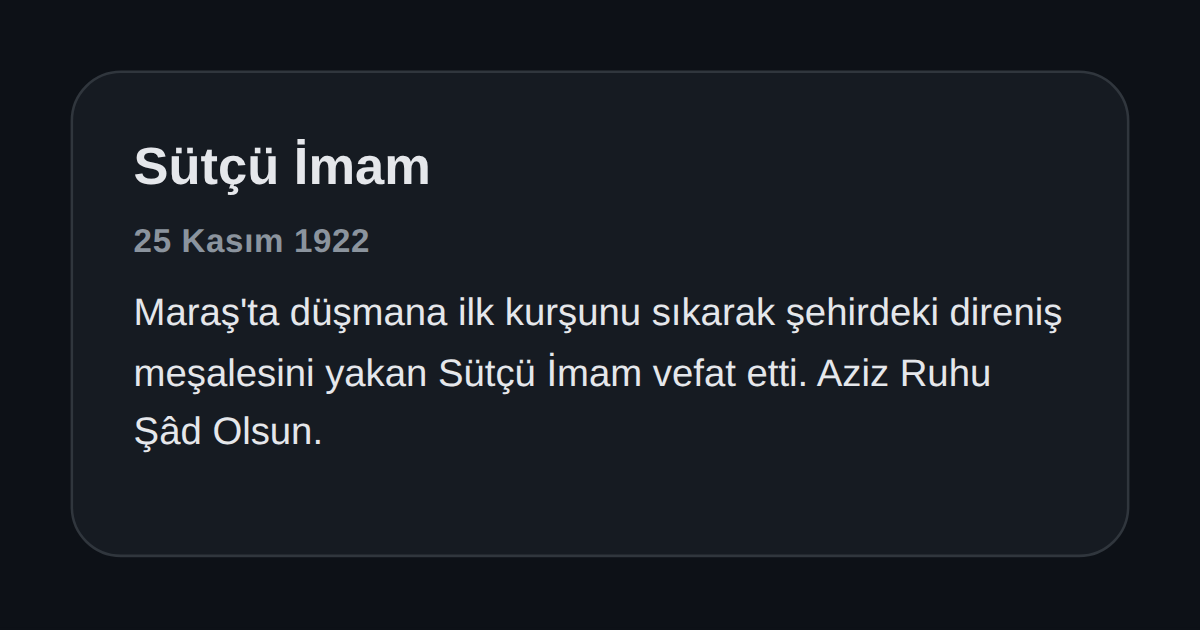 Sütçü İmam
25 Kasım 1922
Maraş'ta düşmana ilk kurşunu sıkarak şehirdeki direniş
meşalesini yakan Sütçü İmam vefat etti. Aziz Ruhu
Şâd Olsun.